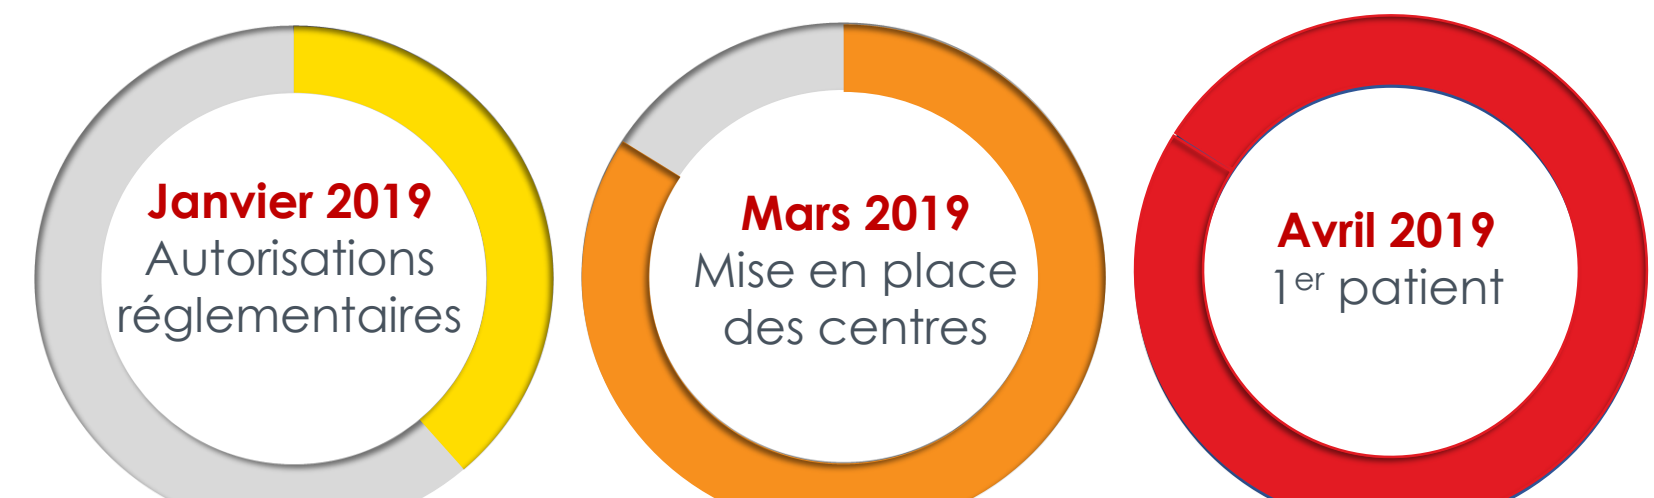 Janvier 2019
Autorisations
réglementaires
Mars 2019
Mise en place
des centres
Avril 2019
1er patient